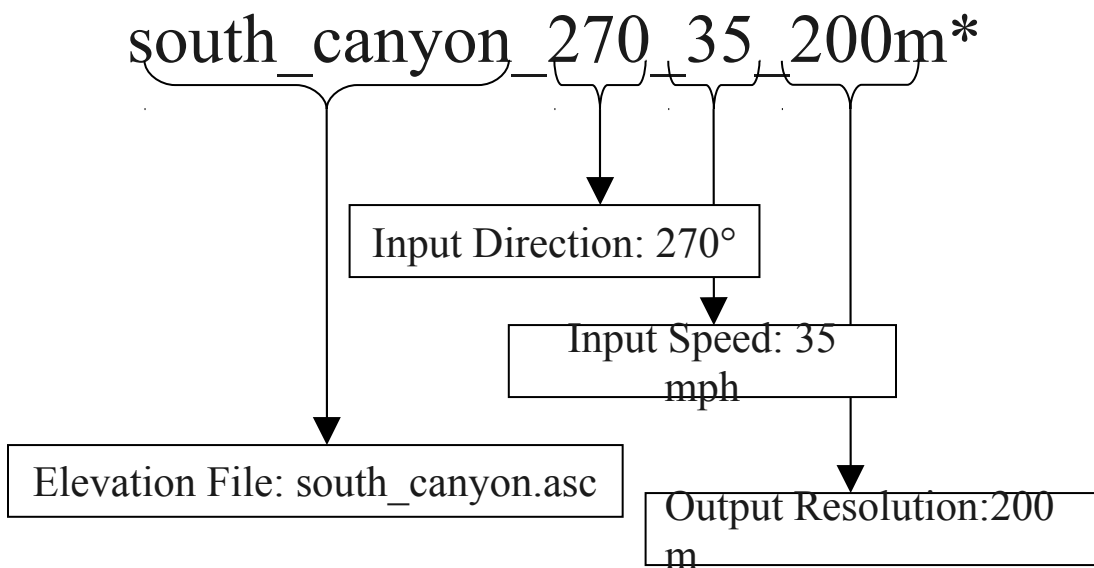 south_canyon_270_35_200m*
Input Direction: 270°
Input Speed: 35
mph
Elevation File: south_canyon.asc
Output Resolution:200
m